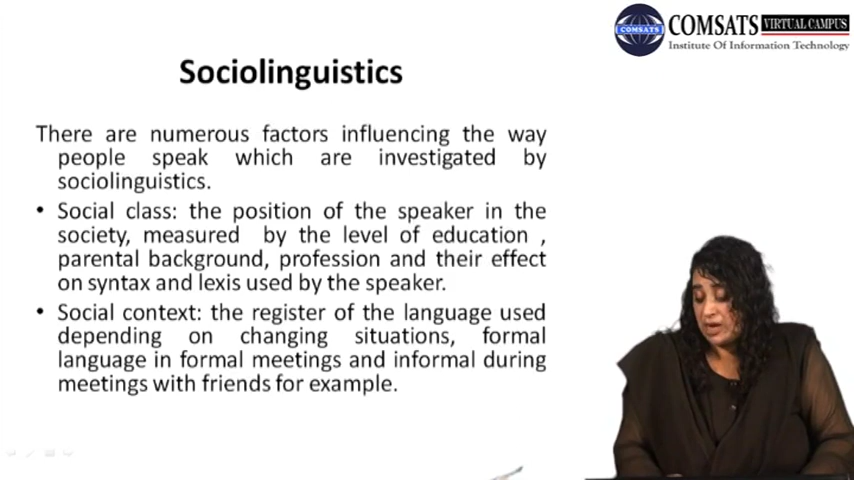 COMSATS
COMSATS VIRTUAL CAMPUS
Institute Of Information Technology
Sociolinguistics
There are numerous factors influencing the way
people speak which are investigated by
sociolinguistics.
• Social class: the position of the speaker in the
society, measured by the level of education ,
parental background, profession and their effect
on syntax and lexis used by the speaker.
• Social context: the register of the language used
depending on changing situations, formal
language in formal meetings and informal during
meetings with friends for example.